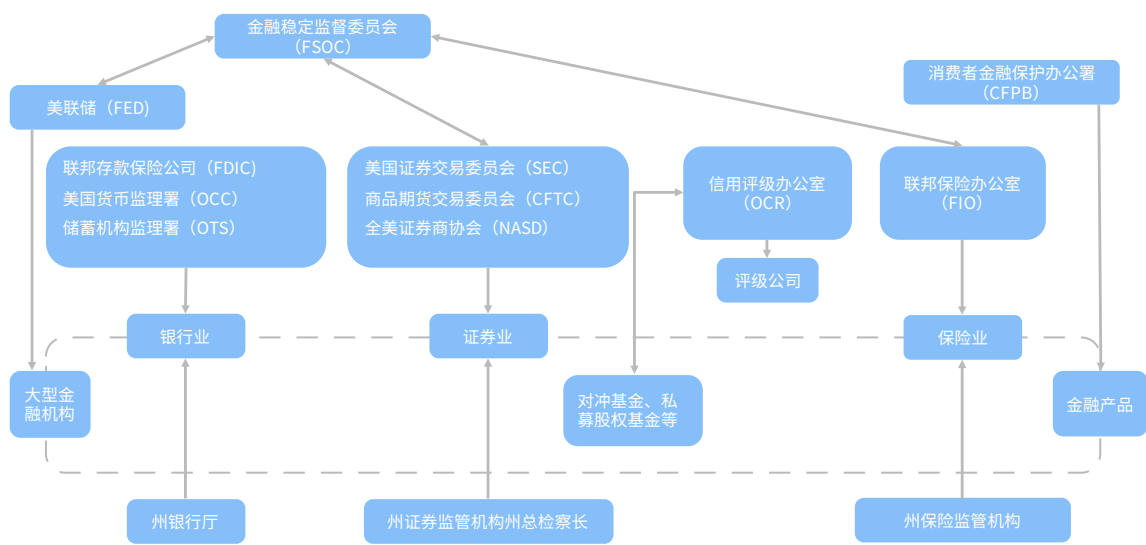 金融稳定监督委员会
（FSOC）
消费者金融保护办公署
（CFPB）
美联储（FED)
联邦存款保险公司（FDIC)
美国货币监理署（OCC）
储蓄机构监理署（OTS）
美国证券交易委员会（SEC）
商品期货交易委员会（CFTC）
全美证券商协会（NASD）
信用评级办公室
（OCR）
联邦保险办公室
（FIO）
评级公司
银行业
证券业
保险业
大型金
融机构
对冲基金、私
募股权基金等
金融产品
州银行厅
州证券监管机构州总检察长
州保险监管机构